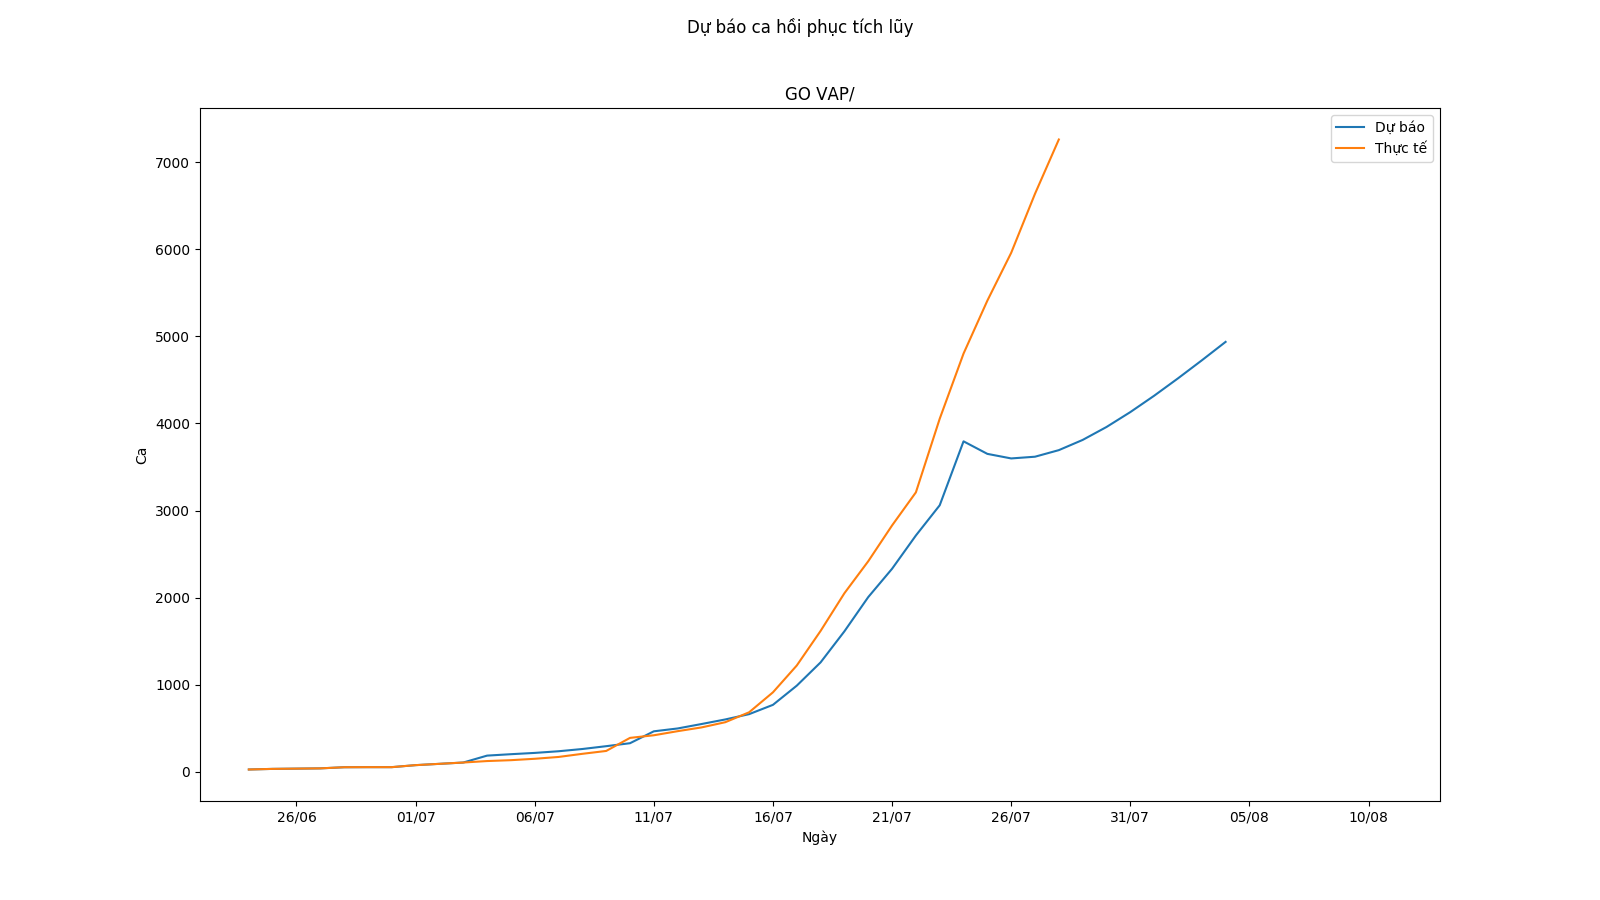 Dự báo ca hồi phục tích lũy
GO VAP/
Dự báo
Thực tế
7000
6000
5000
4000
3000
2000
1000
0
Ca
26/06 01/07 06/07 11/07 16/07 21/07 26/07 31/07 05/08 10/08
Ngày